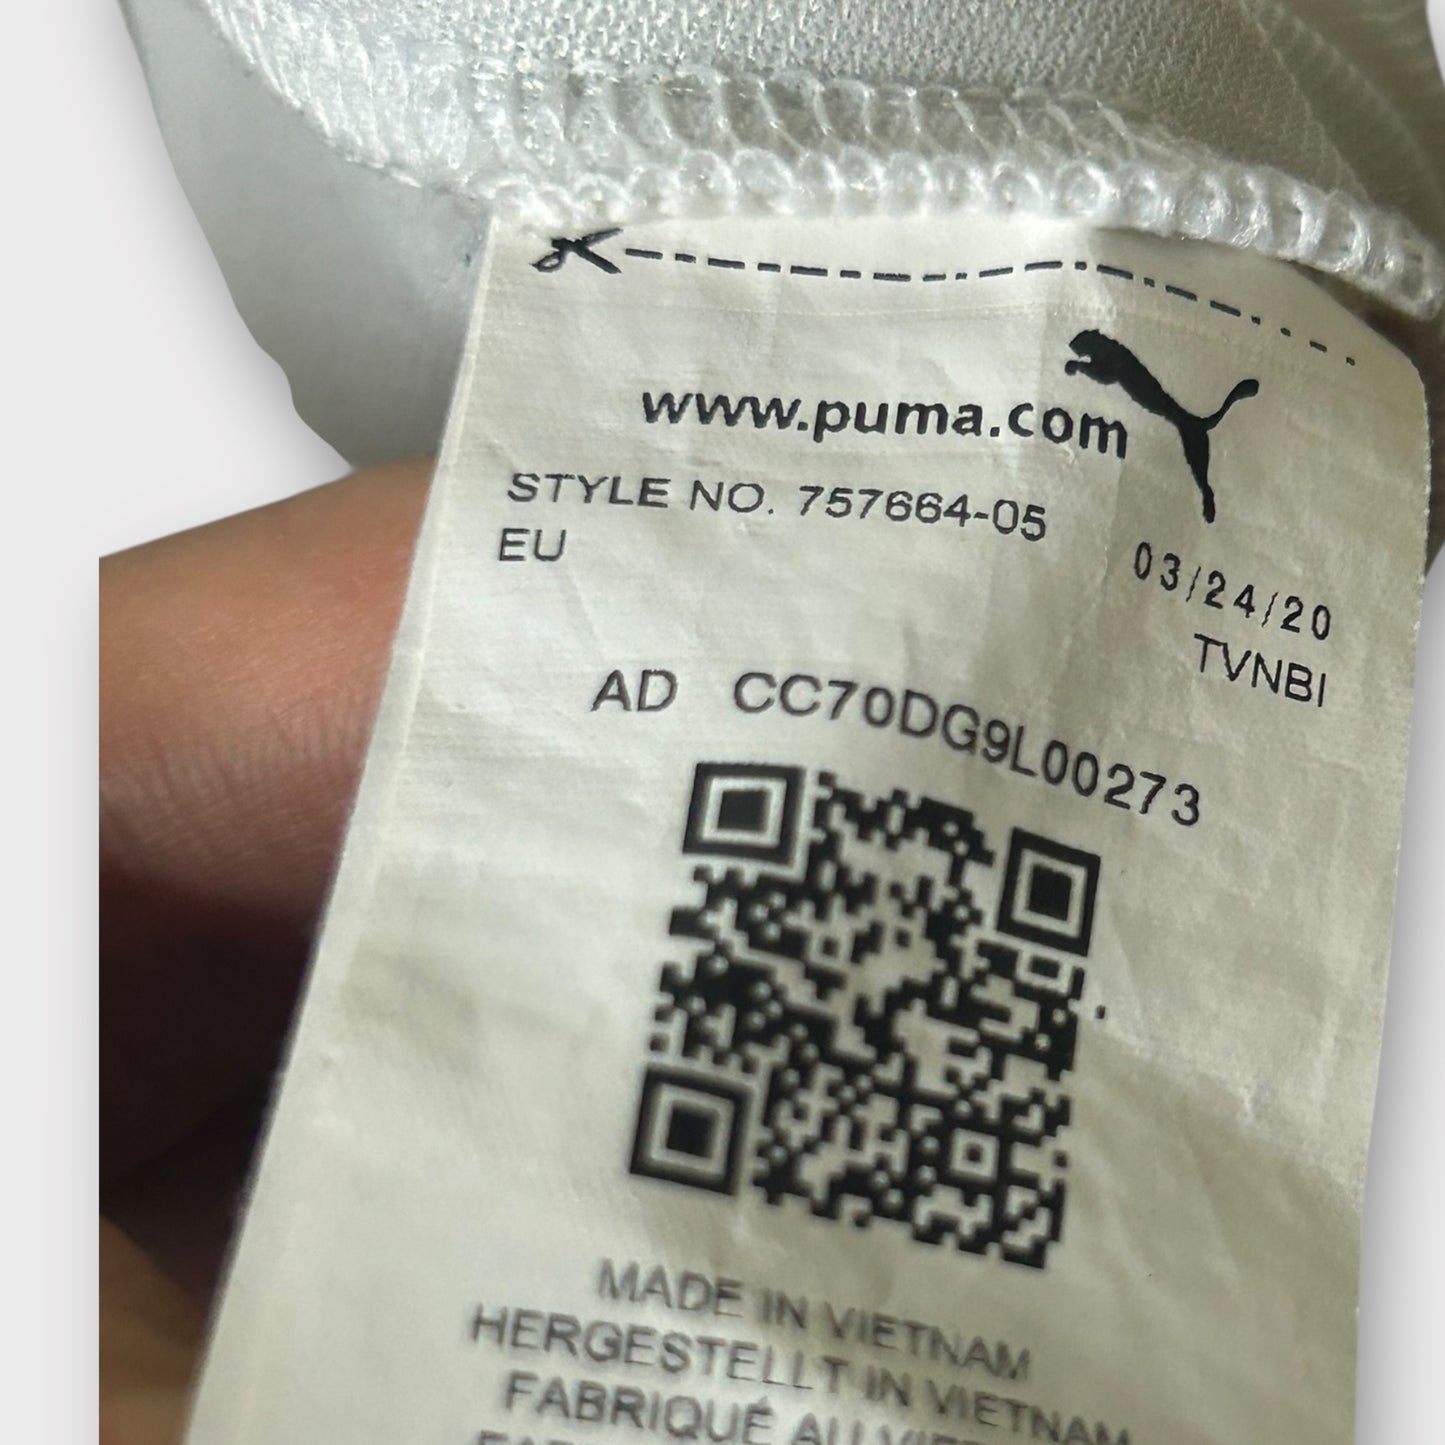 www.puma.com
STYLE NO. 757664-05
EU
03/24/20
TVNBI
AD CC70DG9L00273
MADE IN VIETNAM
HERGESTELLT IN VIETNAM
FABRIQUÉ AU